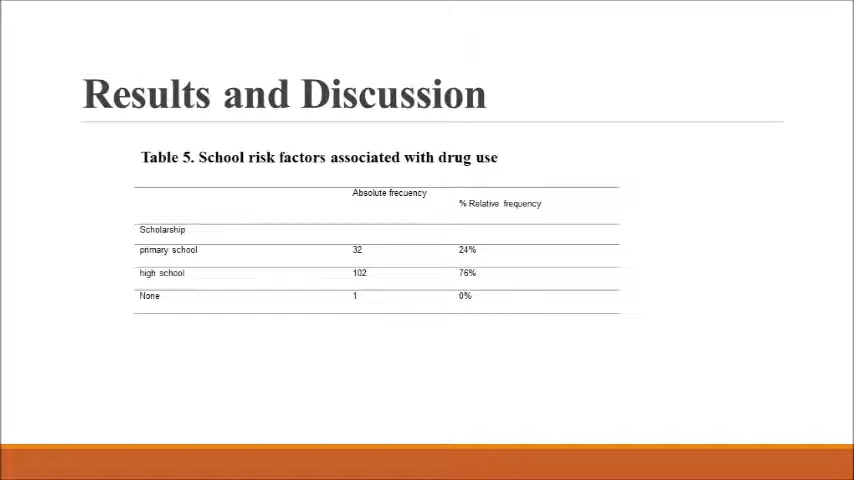 Results and Discussion
Table 5. School risk factors associated with drug use
Absolute frecuency
% Relative frequency
Scholarship
primary school 32 24%
high school 102 76%
None 1 0%